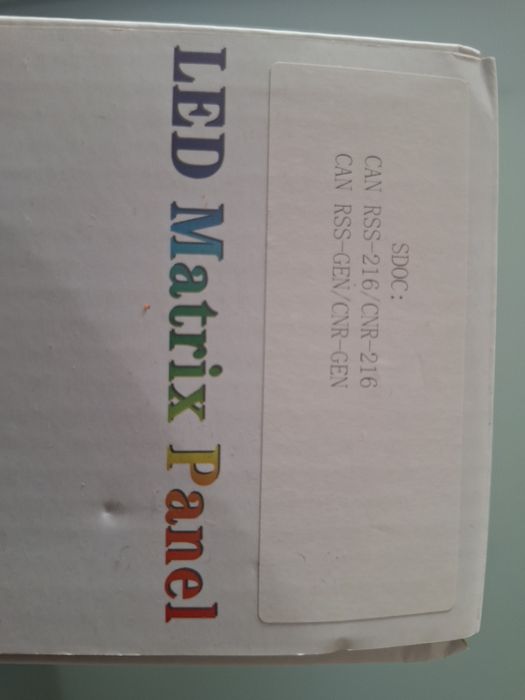 SDOC:
CAN RSS-216/CNR-216
CAN RSS-GEN/CNR-GEN
LED Matrix Panel